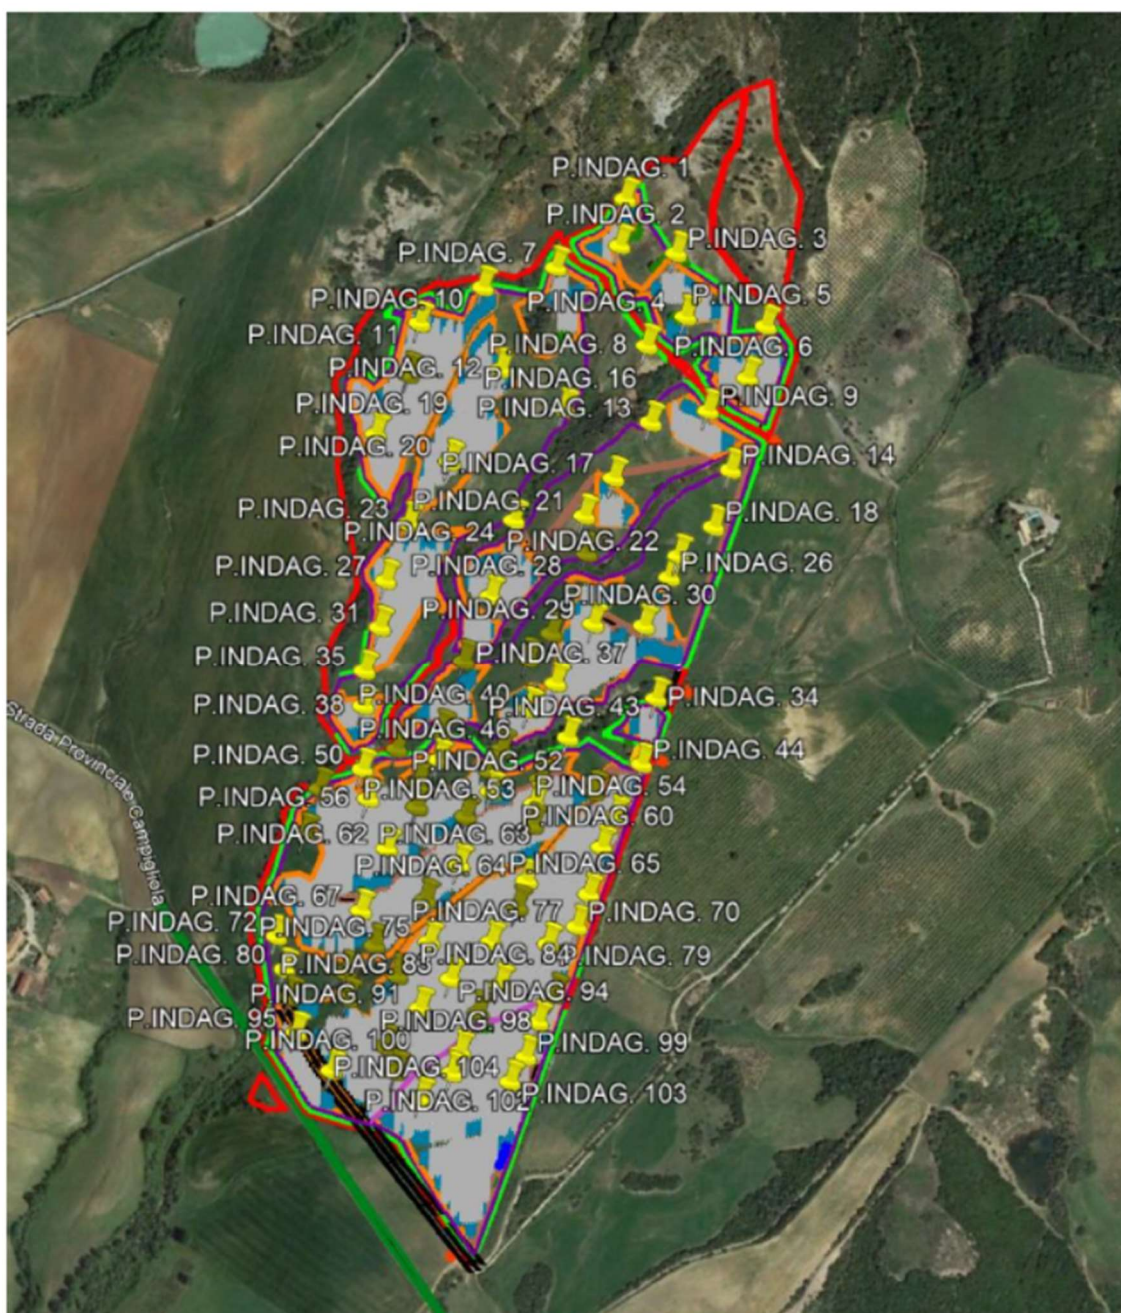 P.INDAG. 1
P.INDAG. 2
P.INDAG. 3
P.INDAG. 7
P.INDAG. 10
P.INDAG. 4
P.INDAG. 5
P.INDAG. 11
P.INDAG. 8
P.INDAG. 6
P.INDAG. 12
P.INDAG. 16
P.INDAG. 19
P.INDAG. 13
P.INDAG. 9
P.INDAG. 20
P.INDAG. 17
P.INDAG. 14
P.INDAG. 23
P.INDAG. 21
P.INDAG. 18
P.INDAG. 24
P.INDAG. 22
P.INDAG. 27
P.INDAG. 28
P.INDAG. 26
P.INDAG. 31
P.INDAG. 29
P.INDAG. 30
P.INDAG. 35
P.INDAG. 37
P.INDAG. 38
P.INDAG. 40
P.INDAG. 43
P.INDAG. 34
Strada Provinciale Campigliola
P.INDAG. 46
P.INDAG. 50
P.INDAG. 52
P.INDAG. 44
P.INDAG. 56
P.INDAG. 53
P.INDAG. 54
P.INDAG. 62
P.INDAG. 63
P.INDAG. 60
P.INDAG. 64
P.INDAG. 65
P.INDAG. 67
P.INDAG. 72
P.INDAG. 75
P.INDAG. 77
P.INDAG. 70
P.INDAG. 80
P.INDAG. 83
P.INDAG. 84
P.INDAG. 79
P.INDAG. 91
P.INDAG. 94
P.INDAG. 95
P.INDAG. 98
P.INDAG. 100
P.INDAG. 99
P.INDAG. 104
P.INDAG. 102
P.INDAG. 103